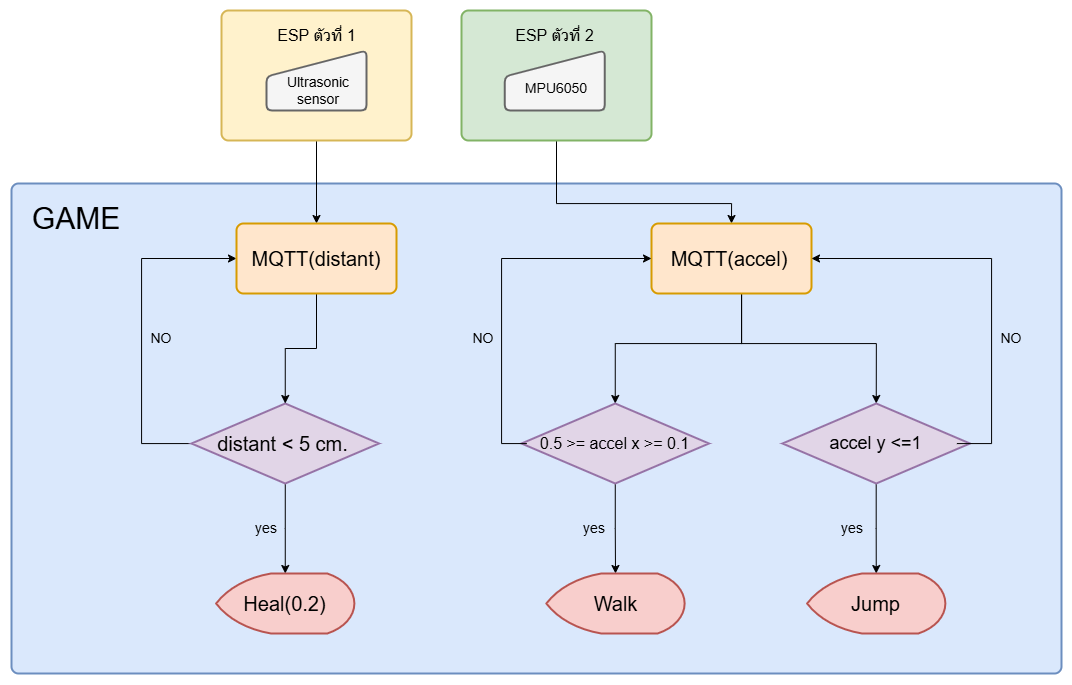 ESP ตัวที่ 1
Ultrasonic
sensor
ESP ตัวที่ 2
MPU6050
GAME
MQTT(distant)
MQTT(accel)
NO
NO
NO
distant < 5 cm.
0.5 >= accel x >= 0.1
accel y <=1
yes
yes
yes
Heal(0.2)
Walk
Jump